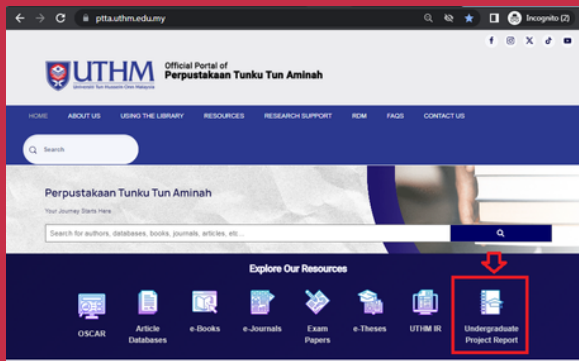 ptta.uthm.edu.my
Incognito (2)
UTHM
Universiti Tun Hussein Onn Malaysia
Official Portal of
Perpustakaan Tunku Tun Aminah
HOME ABOUT US USING THE LIBRARY RESOURCES RESEARCH SUPPORT RDM FAQS CONTACT US
Search
Perpustakaan Tunku Tun Aminah
Your Journey Starts Here
Search for authors, databases, books, journals, articles, etc...
Explore Our Resources
OSCAR
Article
Databases
e-Books
e-Journals
Exam
Papers
e-Theses
UTHM IR
Undergraduate
Project Report